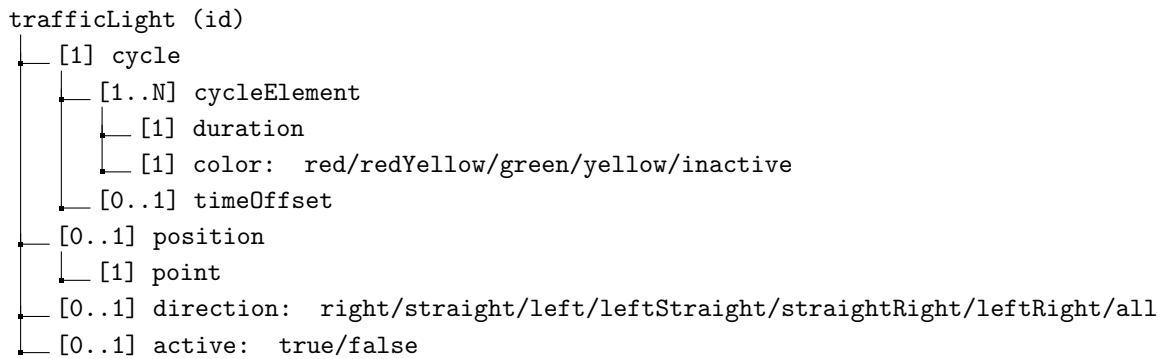 trafficLight (id)
[1] cycle
[1..N] cycleElement
[1] duration
[1] color: red/redYellow/green/yellow/inactive
[0..1] timeOffset
[0..1] position
[1] point
[0..1] direction: right/straight/left/leftStraight/straightRight/leftRight/all
[0..1] active: true/false